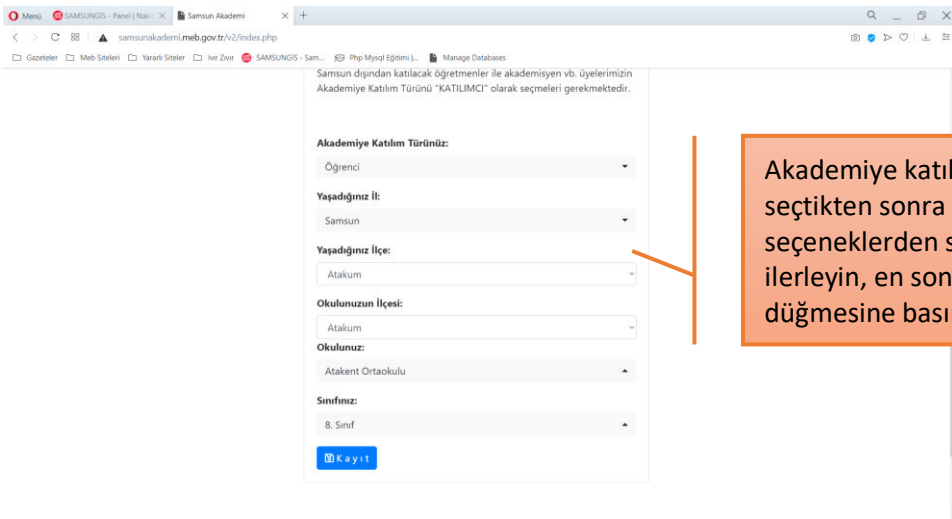 Menü SAMSUNGİS - Panel | Nakil Samsun Akademi
samsunakademi.meb.gov.tr/v2/index.php
Gazeteler Meb Siteleri Yararlı Siteler Ivır Zıvır SAMSUNGİS - Sam... Php Mysql Eğitimi |... Manage Databases
Samsun dışından katılacak öğretmenler ile akademisyen vb. üyelerimizin
Akademiye Katılım Türünü "KATILIMCI" olarak seçmeleri gerekmektedir.
Akademiye Katılım Türünüz:
Öğrenci
Yaşadığınız İl:
Samsun
Yaşadığınız İlçe:
Atakum
Okulunuzun İlçesi:
Atakum
Okulunuz:
Atakent Ortaokulu
Sınıfınız:
8. Sınıf
Kayıt
Akademiye katıl
seçtikten sonra
seçeneklerden s
ilerleyin, en son
düğmesine bası